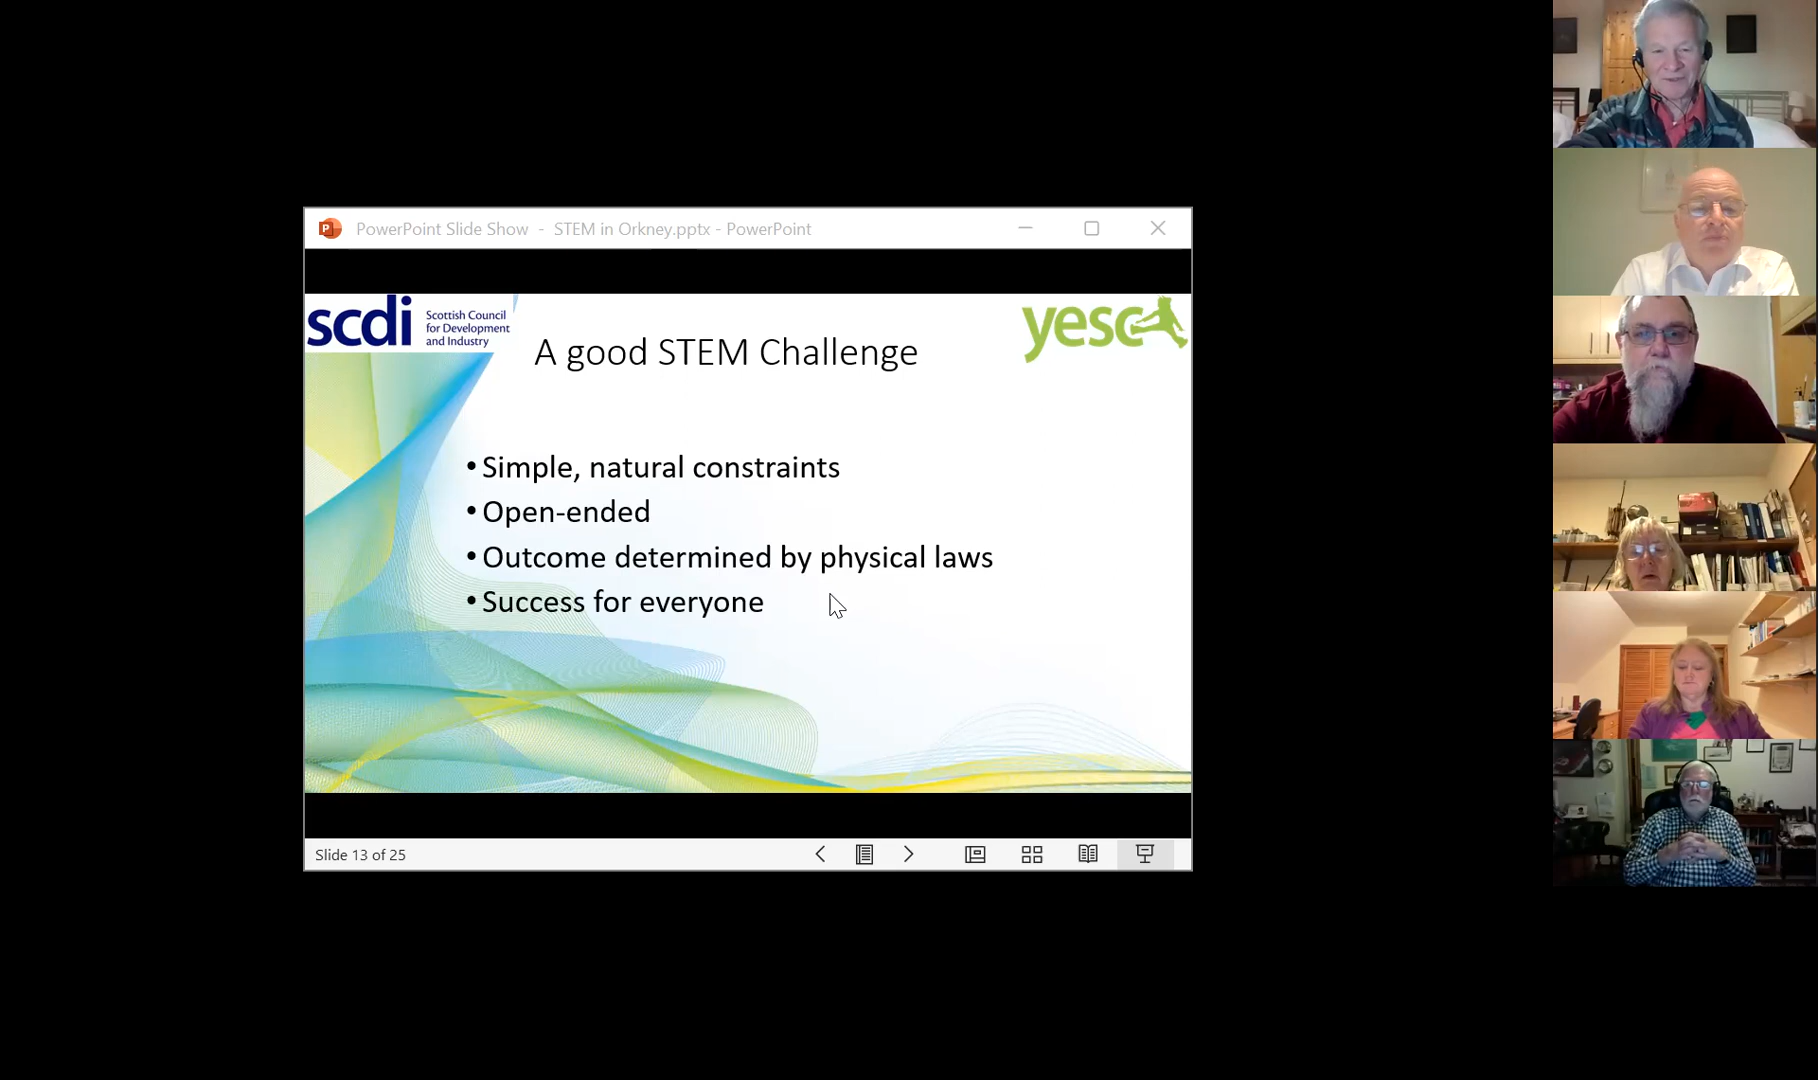 PowerPoint Slide Show - STEM in Orkney.pptx - PowerPoint
scdi
Scottish Council
for Development
and Industry
yesc
A good STEM Challenge
• Simple, natural constraints
• Open-ended
• Outcome determined by physical laws
• Success for everyone
Slide 13 of 25